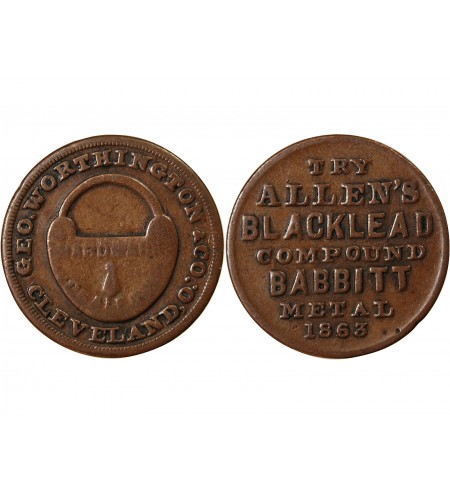 GEO. WORTHINGTON & CO.
CLEVELAND, O.
TRY
ALLEN'S
BLACKLEAD
COMPOUND
BABBITT
METAL
1863